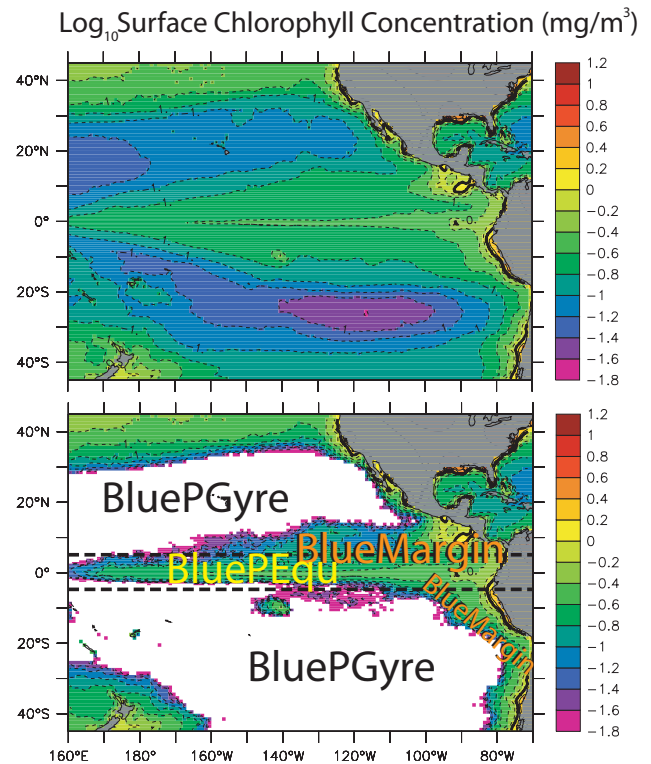 Log10Surface Chlorophyll Concentration (mg/m3)
40°N
20°N
0°
20°S
40°S
1.2
1
0.8
0.6
0.4
0.2
0
−0.2
−0.4
−0.6
−0.8
−1
−1.2
−1.4
−1.6
−1.8
40°N
20°N
0°
20°S
40°S
BluePGyre
BlueMargin
BluePEqu
BlueMargin
BluePGyre
1.2
1
0.8
0.6
0.4
0.2
0
−0.2
−0.4
−0.6
−0.8
−1
−1.2
−1.4
−1.6
−1.8
160°E 180° 160°W 140°W 120°W 100°W 80°W